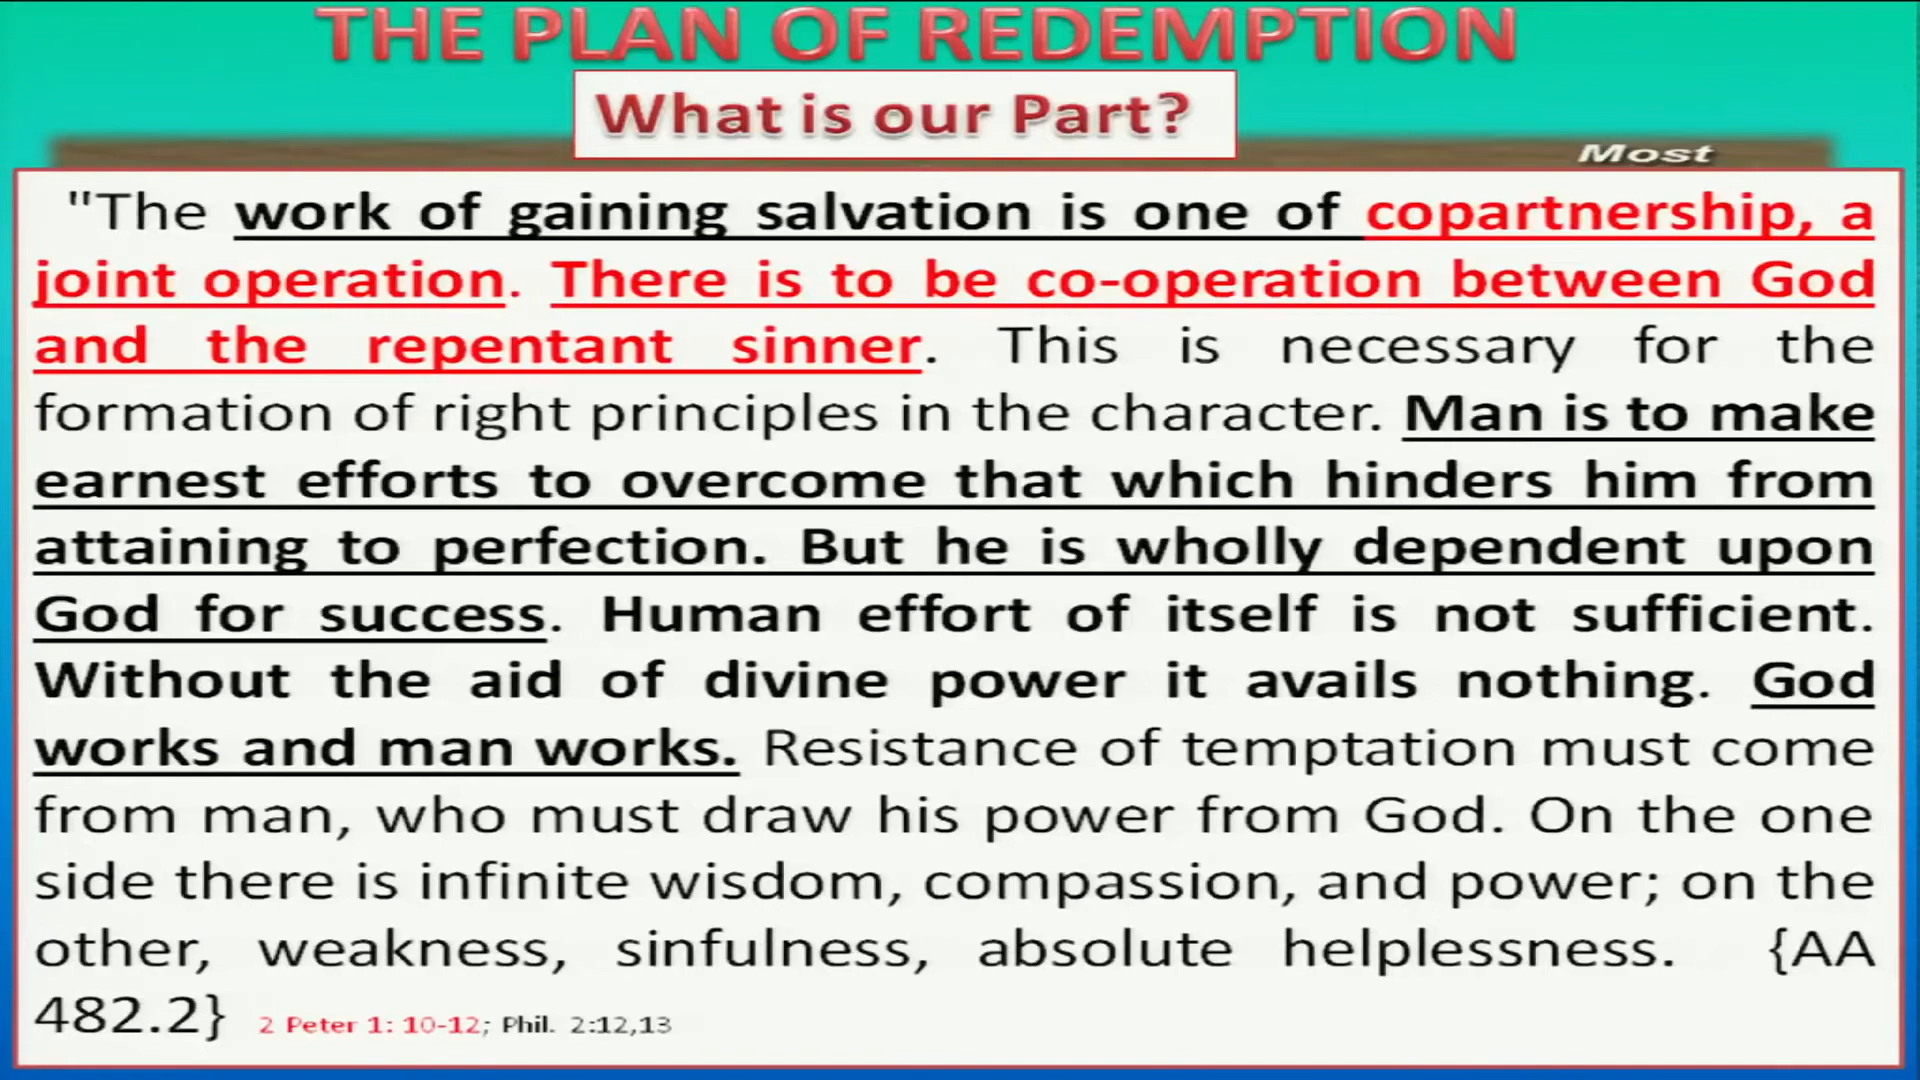 THE PLAN OF REDEMPTION
What is our Part?
Most
"The work of gaining salvation is one of copartnership, a
joint operation. There is to be co-operation between God
and the repentant sinner. This is necessary for the
formation of right principles in the character. Man is to make
earnest efforts to overcome that which hinders him from
attaining to perfection. But he is wholly dependent upon
God for success. Human effort of itself is not sufficient.
Without the aid of divine power it avails nothing. God
works and man works. Resistance of temptation must come
from man, who must draw his power from God. On the one
side there is infinite wisdom, compassion, and power; on the
other, weakness, sinfulness, absolute helplessness. {AA
482.2} 2 Peter 1: 10-12; Phil. 2:12,13